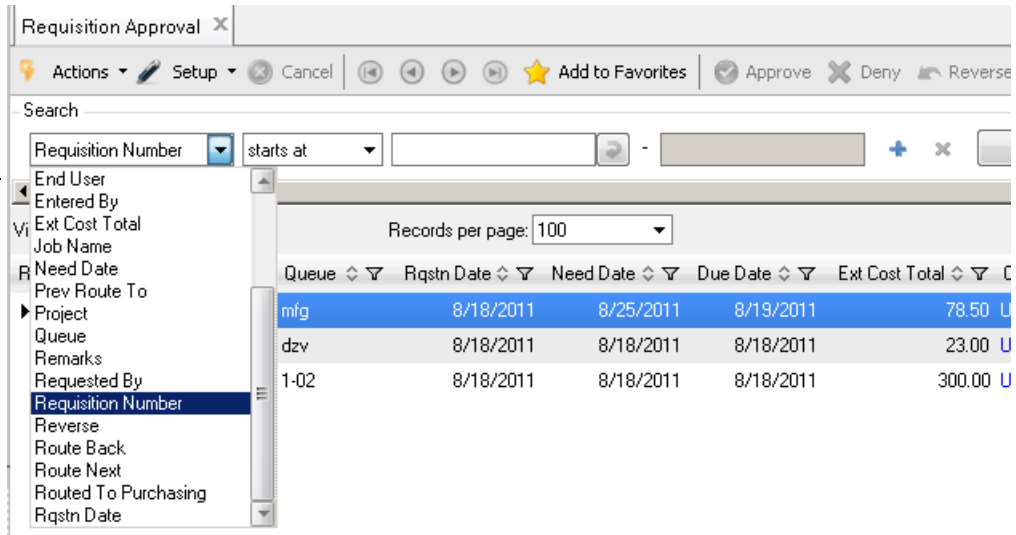 Requisition Approval
Actions Setup Cancel Add to Favorites Approve Deny Reverse
Search
Requisition Number starts at -
End User
Entered By
Ext Cost Total
Job Name
Need Date
Prev Route To
Project
Queue
Remarks
Requested By
Requisition Number
Reverse
Route Back
Route Next
Routed To Purchasing
Rqstn Date
Vi Records per page: 100
R Queue Rqstn Date Need Date Due Date Ext Cost Total
mfg 8/18/2011 8/25/2011 8/19/2011 78.50 U
dzv 8/18/2011 8/18/2011 8/18/2011 23.00 U
1-02 8/18/2011 8/18/2011 8/18/2011 300.00 U